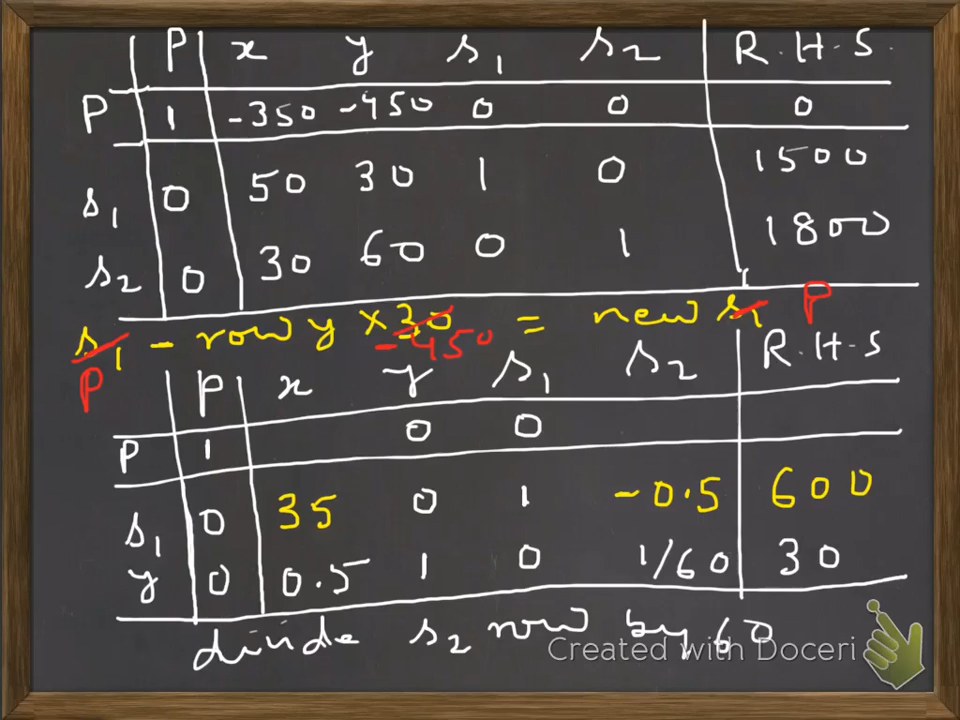 P x y s1 s2 R.H.S.
P 1 -350 -450 0 0 0
s1 0 50 30 1 0 1500
s2 0 30 60 0 1 1800
s1 - row y × 30 = new s1 P
P -450
P x y s1 s2 R.H.S
P 1 0 0
s1 0 35 0 1 -0.5 600
y 0 0.5 1 0 1/60 30
divide s2 row by 60
Created with Doceri